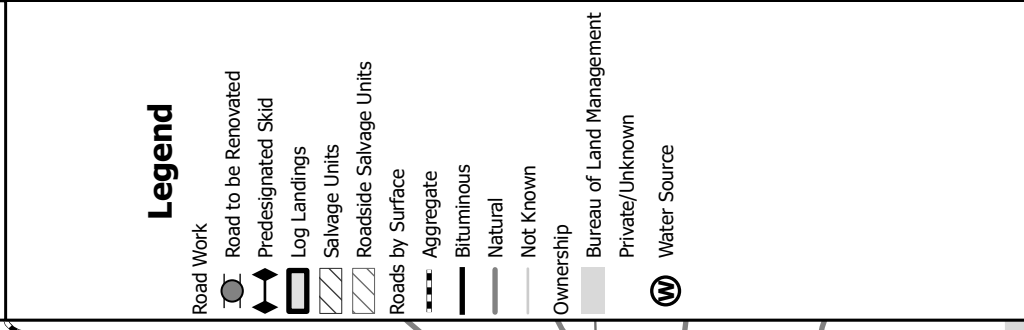 Legend
Road Work
Road to be Renovated
Predesignated Skid
Log Landings
Salvage Units
Roadside Salvage Units
Roads by Surface
Aggregate
Bituminous
Natural
Not Known
Ownership
Bureau of Land Management
Private/Unknown
W Water Source